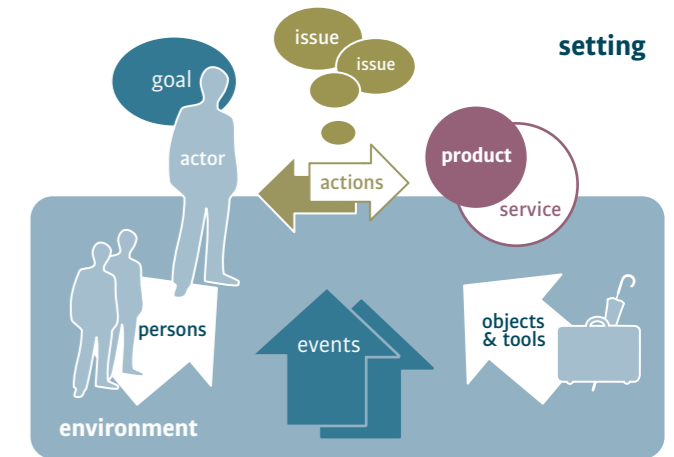 issue
setting
issue
goal
actor
product
actions
service
persons
events
objects
& tools
environment